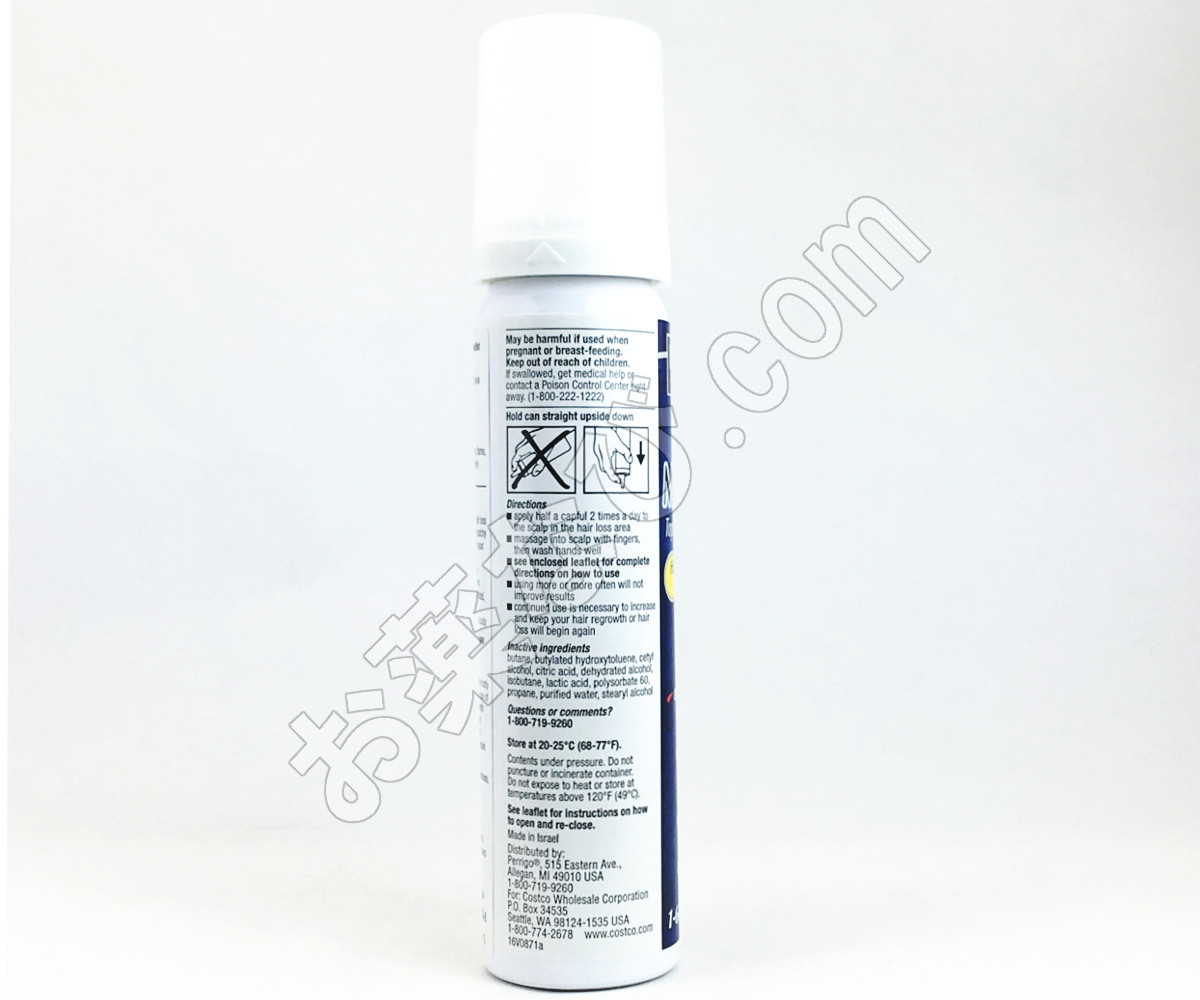 May be harmful if used when
pregnant or breast-feeding.
Keep out of reach of children.
If swallowed, get medical help or
contact a Poison Control Center right
away. (1-800-222-1222)
Hold can straight upside down
Directions
■ apply half a capful 2 times a day to
the scalp in the hair loss area
■ massage into scalp with fingers,
then wash hands well
■ see enclosed leaflet for complete
directions on how to use
■ using more or more often will not
improve results
■ continued use is necessary to increase
and keep your hair regrowth or hair
loss will begin again
Inactive ingredients
butane, butylated hydroxytoluene, cetyl
alcohol, citric acid, dehydrated alcohol,
isobutane, lactic acid, polysorbate 60,
propane, purified water, stearyl alcohol
Questions or comments?
1-800-719-9260
Store at 20-25°C (68-77°F).
Contents under pressure. Do not
puncture or incinerate container.
Do not expose to heat or store at
temperatures above 120°F (49°C).
See leaflet for instructions on how
to open and re-close.
Made in Israel
Distributed by:
Perrigo®, 515 Eastern Ave.,
Allegan, MI 49010 USA
1-800-719-9260
For: Costco Wholesale Corporation
P.O. Box 34535
Seattle, WA 98124-1535 USA
1-800-774-2678 www.costco.com
16V0871a